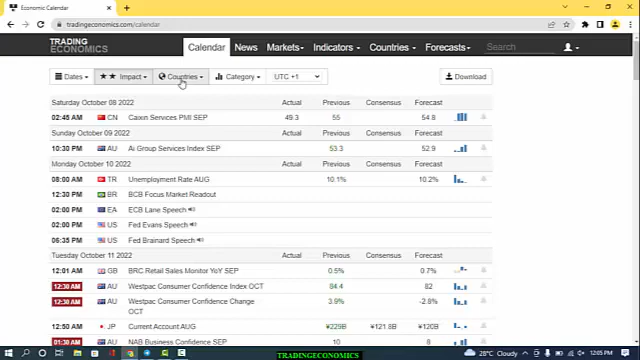 Economic Calendar
tradingeconomics.com/calendar
TRADING ECONOMICS
Calendar News Markets Indicators Countries Forecasts Search
Dates Impact Countries Category UTC +1 Download
Saturday October 08 2022 Actual Previous Consensus Forecast
02:45 AM CN Caixin Services PMI SEP 49.3 55 54.8
Sunday October 09 2022 Actual Previous Consensus Forecast
10:30 PM AU Ai Group Services Index SEP 53.3 52.9
Monday October 10 2022 Actual Previous Consensus Forecast
08:00 AM TR Unemployment Rate AUG 10.1% 10.2%
12:30 PM BR BCB Focus Market Readout
02:00 PM EA ECB Lane Speech
02:00 PM US Fed Evans Speech
06:35 PM US Fed Brainard Speech
Tuesday October 11 2022 Actual Previous Consensus Forecast
12:01 AM GB BRC Retail Sales Monitor YoY SEP 0.5% 0.7%
12:30 AM AU Westpac Consumer Confidence Index OCT 84.4 82
12:30 AM AU Westpac Consumer Confidence Change OCT 3.9% -2.8%
12:50 AM JP Current Account AUG ¥229B ¥121.8B ¥120B
01:30 AM AU NAB Business Confidence SEP 10 8
TRADINGECONOMICS
28°C Cloudy 12:05 PM